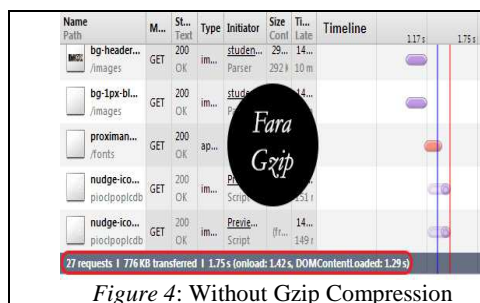 Name M... St... Type Initiator Size Ti... Timeline
Path Text Cont Late 1.17 s 1.75 s
bg-header... GET 200 im... studen... 29... 14...
/images OK Parser 292 10 m
bg-1px-bl... GET 200 im... 14...
/images OK
proximan... GET 200 ap...
/fonts OK
nudge-ico... GET 200 im...
pioclpoplcdb OK Script
nudge-ico... GET 200 im... Previe... (fr... 14...
pioclpoplcdb OK Script 149
Fara
Gzip
27 requests | 776 KB transferred | 1.75 s (onload: 1.42 s, DOMContentLoaded: 1.29 s)
Figure 4: Without Gzip Compression